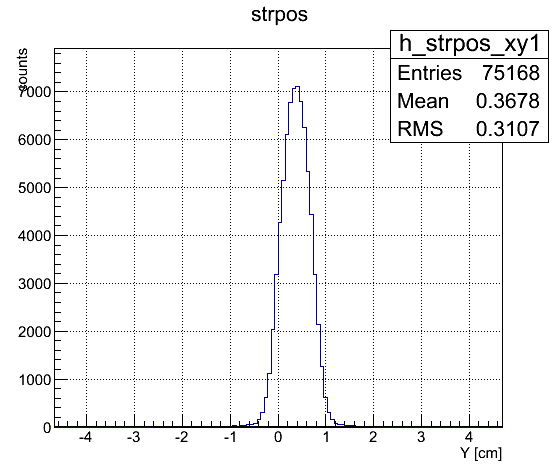 strpos
h_strpos_xy1
Entries 75168
Mean 0.3678
RMS 0.3107
counts
7000
6000
5000
4000
3000
2000
1000
0
-4 -3 -2 -1 0 1 2 3 4
Y [cm]